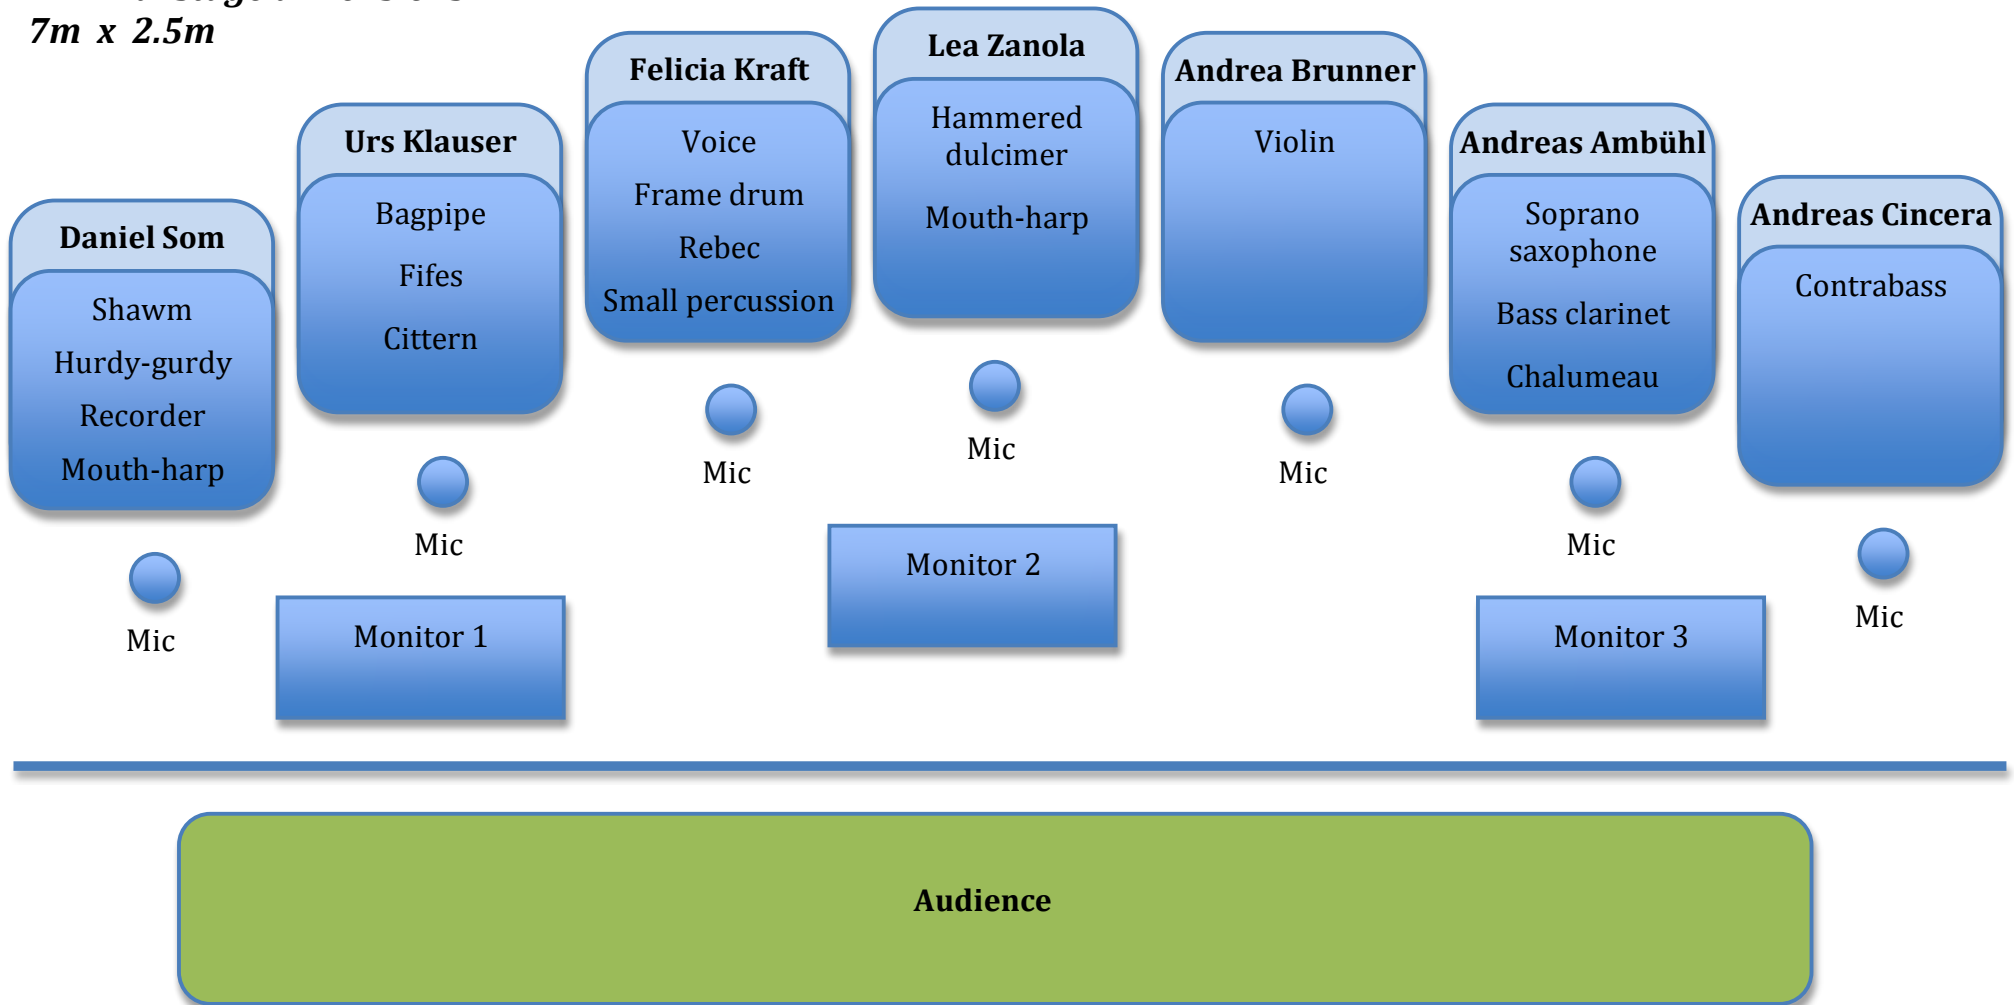 7m x 2.5m
Daniel Som
Shawm
Hurdy-gurdy
Recorder
Mouth-harp
Mic
Urs Klauser
Bagpipe
Fifes
Cittern
Mic
Monitor 1
Felicia Kraft
Voice
Frame drum
Rebec
Small percussion
Mic
Lea Zanola
Hammered
dulcimer
Mouth-harp
Mic
Monitor 2
Andrea Brunner
Violin
Mic
Andreas Ambühl
Soprano
saxophone
Bass clarinet
Chalumeau
Mic
Monitor 3
Andreas Cincera
Contrabass
Mic
Audience